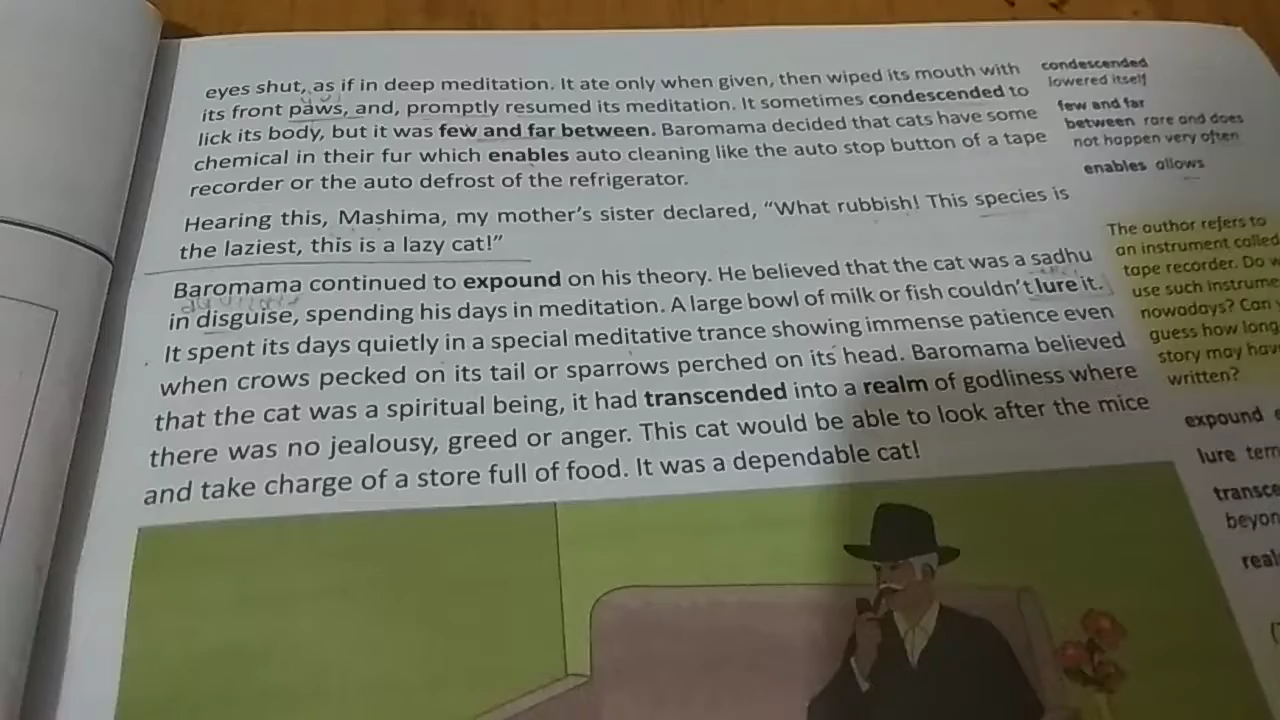 eyes shut, as if in deep meditation. It ate only when given, then wiped its mouth with
its front paws, and, promptly resumed its meditation. It sometimes condescended to
lick its body, but it was few and far between. Baromama decided that cats have some
chemical in their fur which enables auto cleaning like the auto stop button of a tape
recorder or the auto defrost of the refrigerator.
Hearing this, Mashima, my mother's sister declared, "What rubbish! This species is
the laziest, this is a lazy cat!"
Baromama continued to expound on his theory. He believed that the cat was a sadhu
in disguise, spending his days in meditation. A large bowl of milk or fish couldn't lure it.
It spent its days quietly in a special meditative trance showing immense patience even
when crows pecked on its tail or sparrows perched on its head. Baromama believed
that the cat was a spiritual being, it had transcended into a realm of godliness where
there was no jealousy, greed or anger. This cat would be able to look after the mice
and take charge of a store full of food. It was a dependable cat!
condescended
lowered itself
few and far
between rare and does
not happen very often
enables allows
The author refers to
an instrument called
tape recorder. Do
use such instrume
nowadays? Can
guess how long
story may hav
written?
expound
lure tem
transce
beyon
real